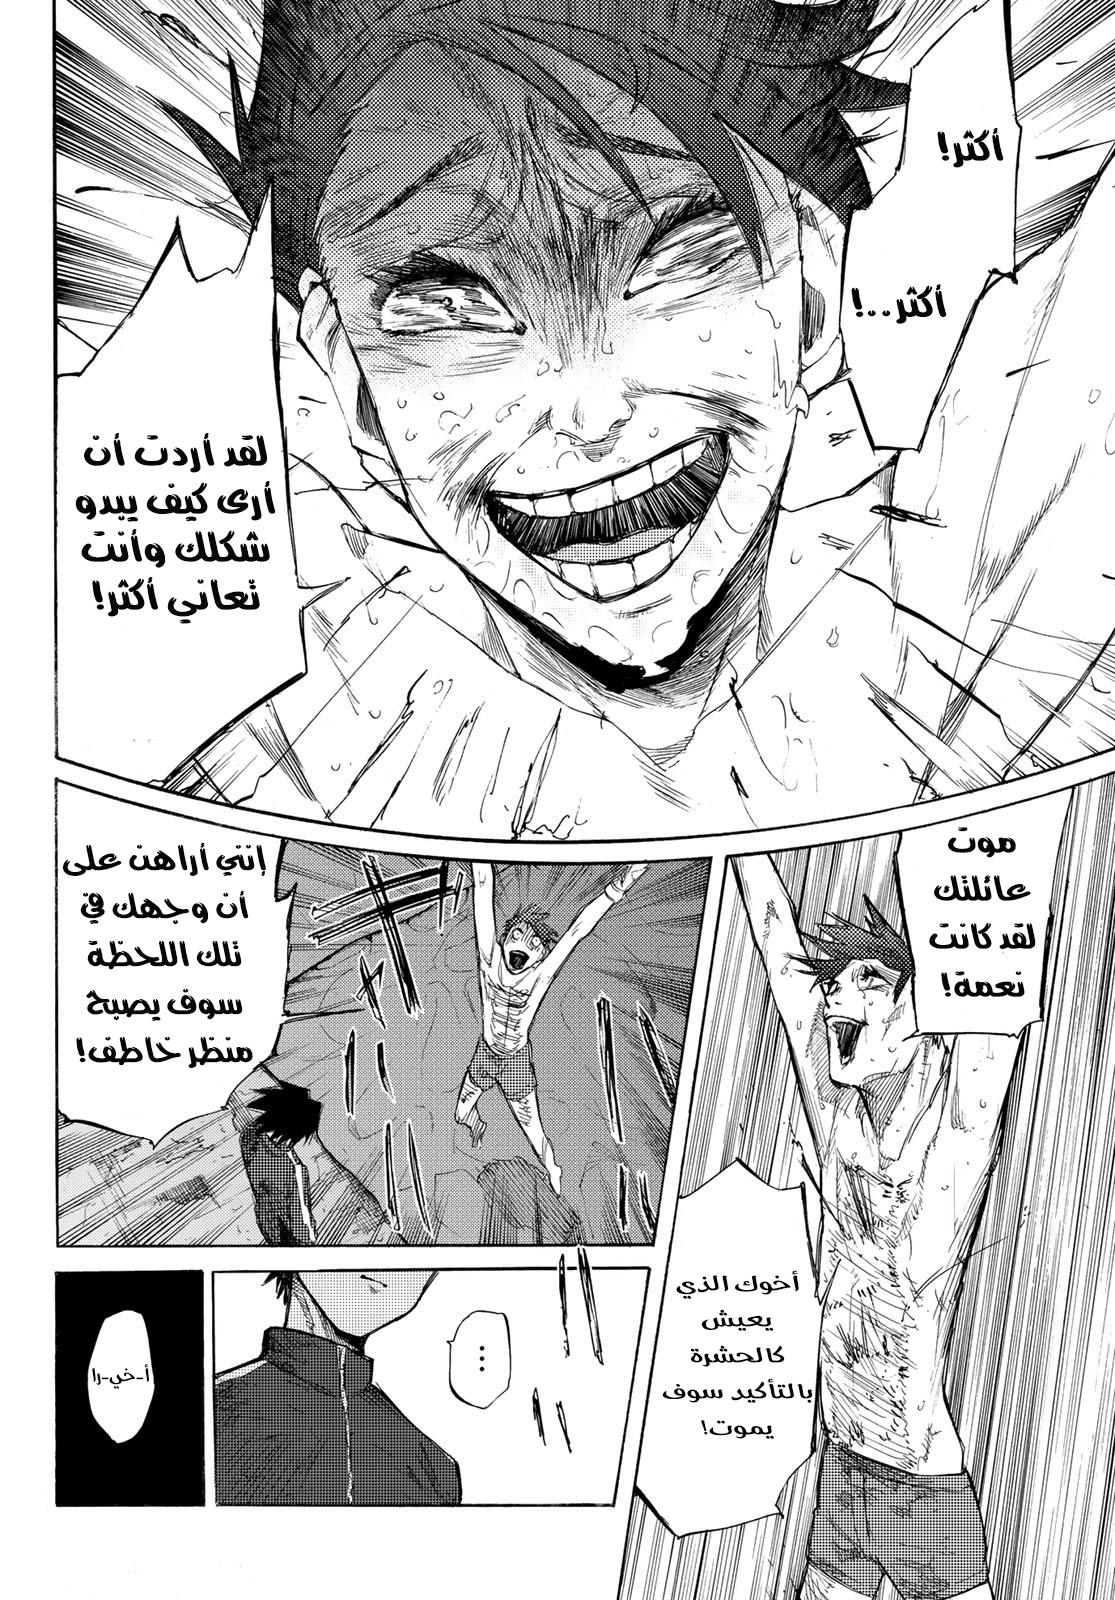 أكثر!
أكثر..!
لقد أردت أن
أرى كيف يبدو
شكلك وأنت
تعاني أكثر!
موت
عائلتك
لقد كانت
نعمة!
أخوك الذي
يعيش
كالحشرة
بالتأكيد سوف
يموت!
إنني أراهن على
أن وجهك في
تلك اللحظة
سوف يصبح
منظر خاطف!
...
أ-خي-را